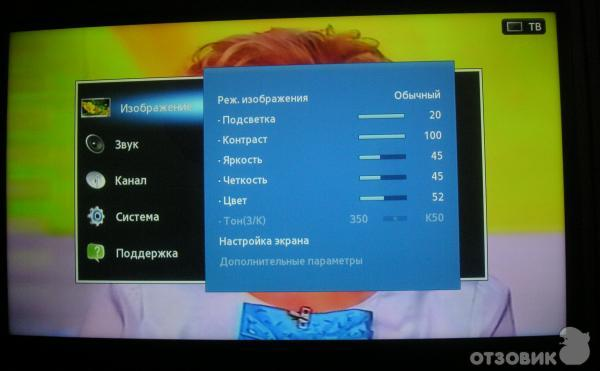 ТВ
Изображение
Звук
Канал
Система
Поддержка
Реж. изображения Обычный
· Подсветка 20
· Контраст 100
· Яркость 45
· Четкость 45
· Цвет 52
· Тон(З/К) З50 К50
Настройка экрана
Дополнительные параметры
ОТЗОВИК